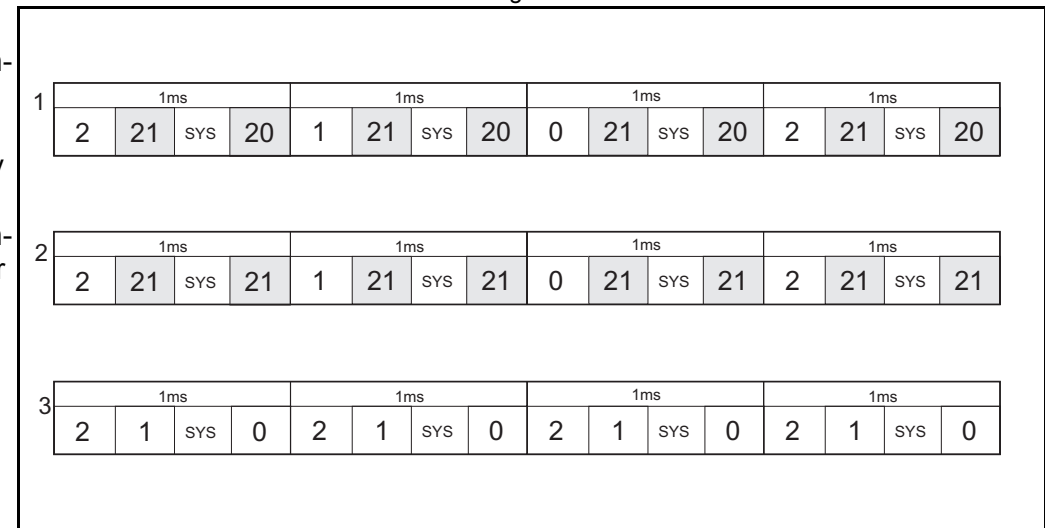 1
1ms 1ms 1ms 1ms
2 21 SYS 20 1 21 SYS 20 0 21 SYS 20 2 21 SYS 20
2
1ms 1ms 1ms 1ms
2 21 SYS 21 1 21 SYS 21 0 21 SYS 21 2 21 SYS 21
3
1ms 1ms 1ms 1ms
2 1 SYS 0 2 1 SYS 0 2 1 SYS 0 2 1 SYS 0